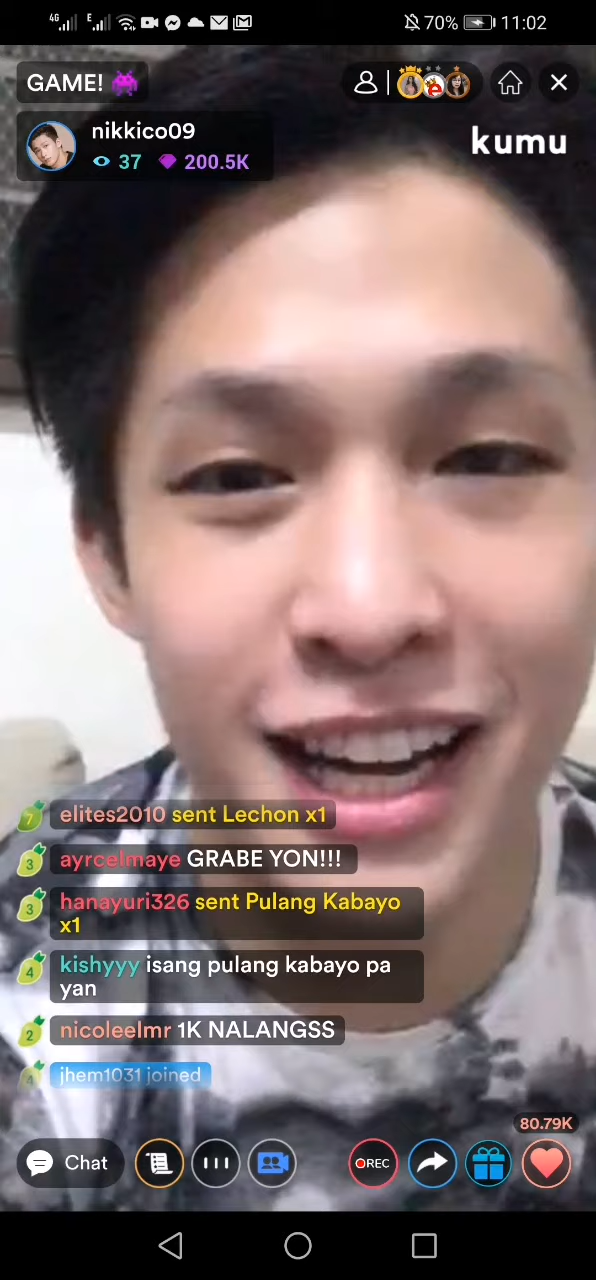 4G E 70% 11:02
GAME!
nikkico09
37 200.5K
kumu
elites2010 sent Lechon x1
ayrcelmaye GRABE YON!!!
hanayuri326 sent Pulang Kabayo
x1
kishyyy isang pulang kabayo pa
yan
nicoleelmr 1K NALANGSS
jhem1031 joined
80.79K
Chat
REC
7
3
3
4
2
4